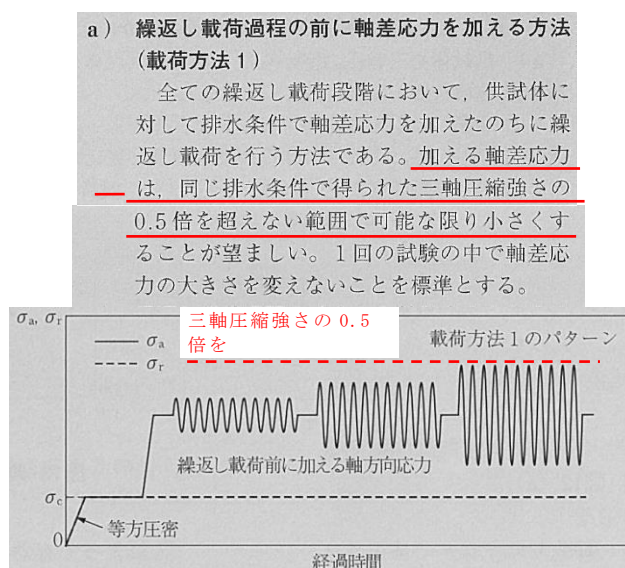 a) 繰返し載荷過程の前に軸差応力を加える方法
(載荷方法1)
全ての繰返し載荷段階において，供試体に
対して排水条件で軸差応力を加えたのちに繰
返し載荷を行う方法である。加える軸差応力
は，同じ排水条件で得られた三軸圧縮強さの
0.5倍を超えない範囲で可能な限り小さくす
ることが望ましい。1回の試験の中で軸差応
力の大きさを変えないことを標準とする。
σa, σr
三軸圧縮強さの0.5
倍を
載荷方法1のパターン
σa
σr
繰返し載荷前に加える軸方向応力
σc
等方圧密
0
経過時間